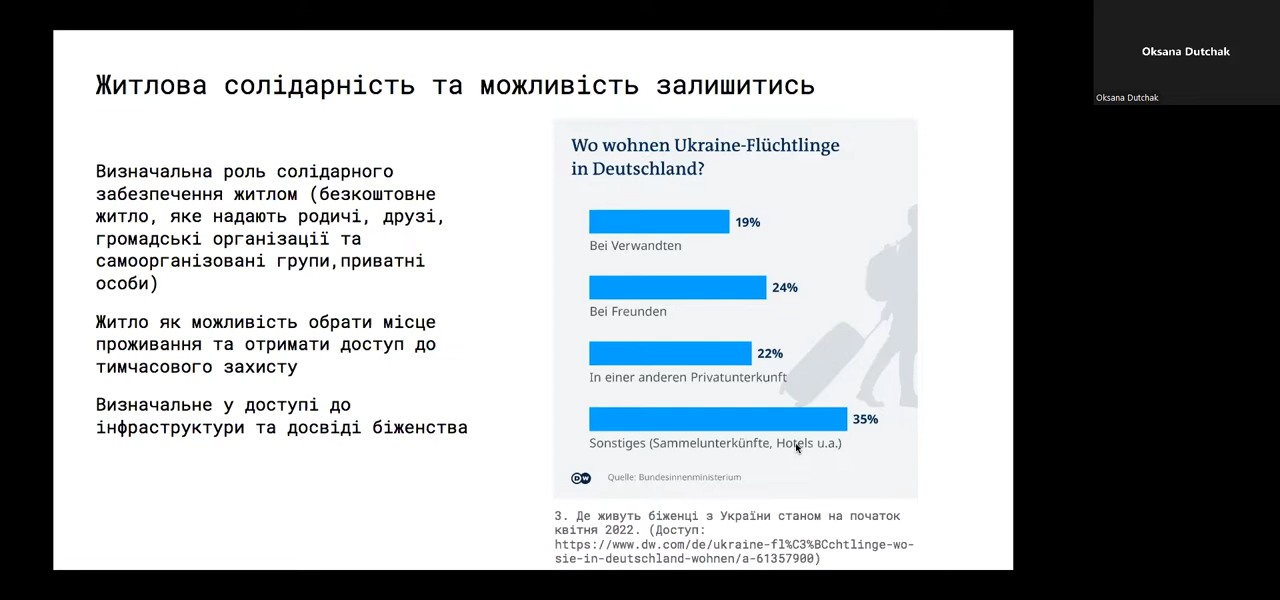 Житлова солідарність та можливість залишитись
Визначальна роль солідарного
забезпечення житлом (безкоштовне
житло, яке надають родичі, друзі,
громадські організації та
самоорганізовані групи,приватні
особи)
Житло як можливість обрати місце
проживання та отримати доступ до
тимчасового захисту
Визначальне у доступі до
інфраструктури та досвіді біженства
Wo wohnen Ukraine-Flüchtlinge
in Deutschland?
19%
Bei Verwandten
24%
Bei Freunden
22%
In einer anderen Privatunterkunft
35%
Sonstiges (Sammelunterkünfte, Hotels u.a.)
DW Quelle: Bundesinnenministerium
3. Де живуть біженці з України станом на початок
квітня 2022. (Доступ:
https://www.dw.com/de/ukraine-fl%C3%BCchtlinge-wo-
sie-in-deutschland-wohnen/a-61357900)
Oksana Dutchak
Oksana Dutchak